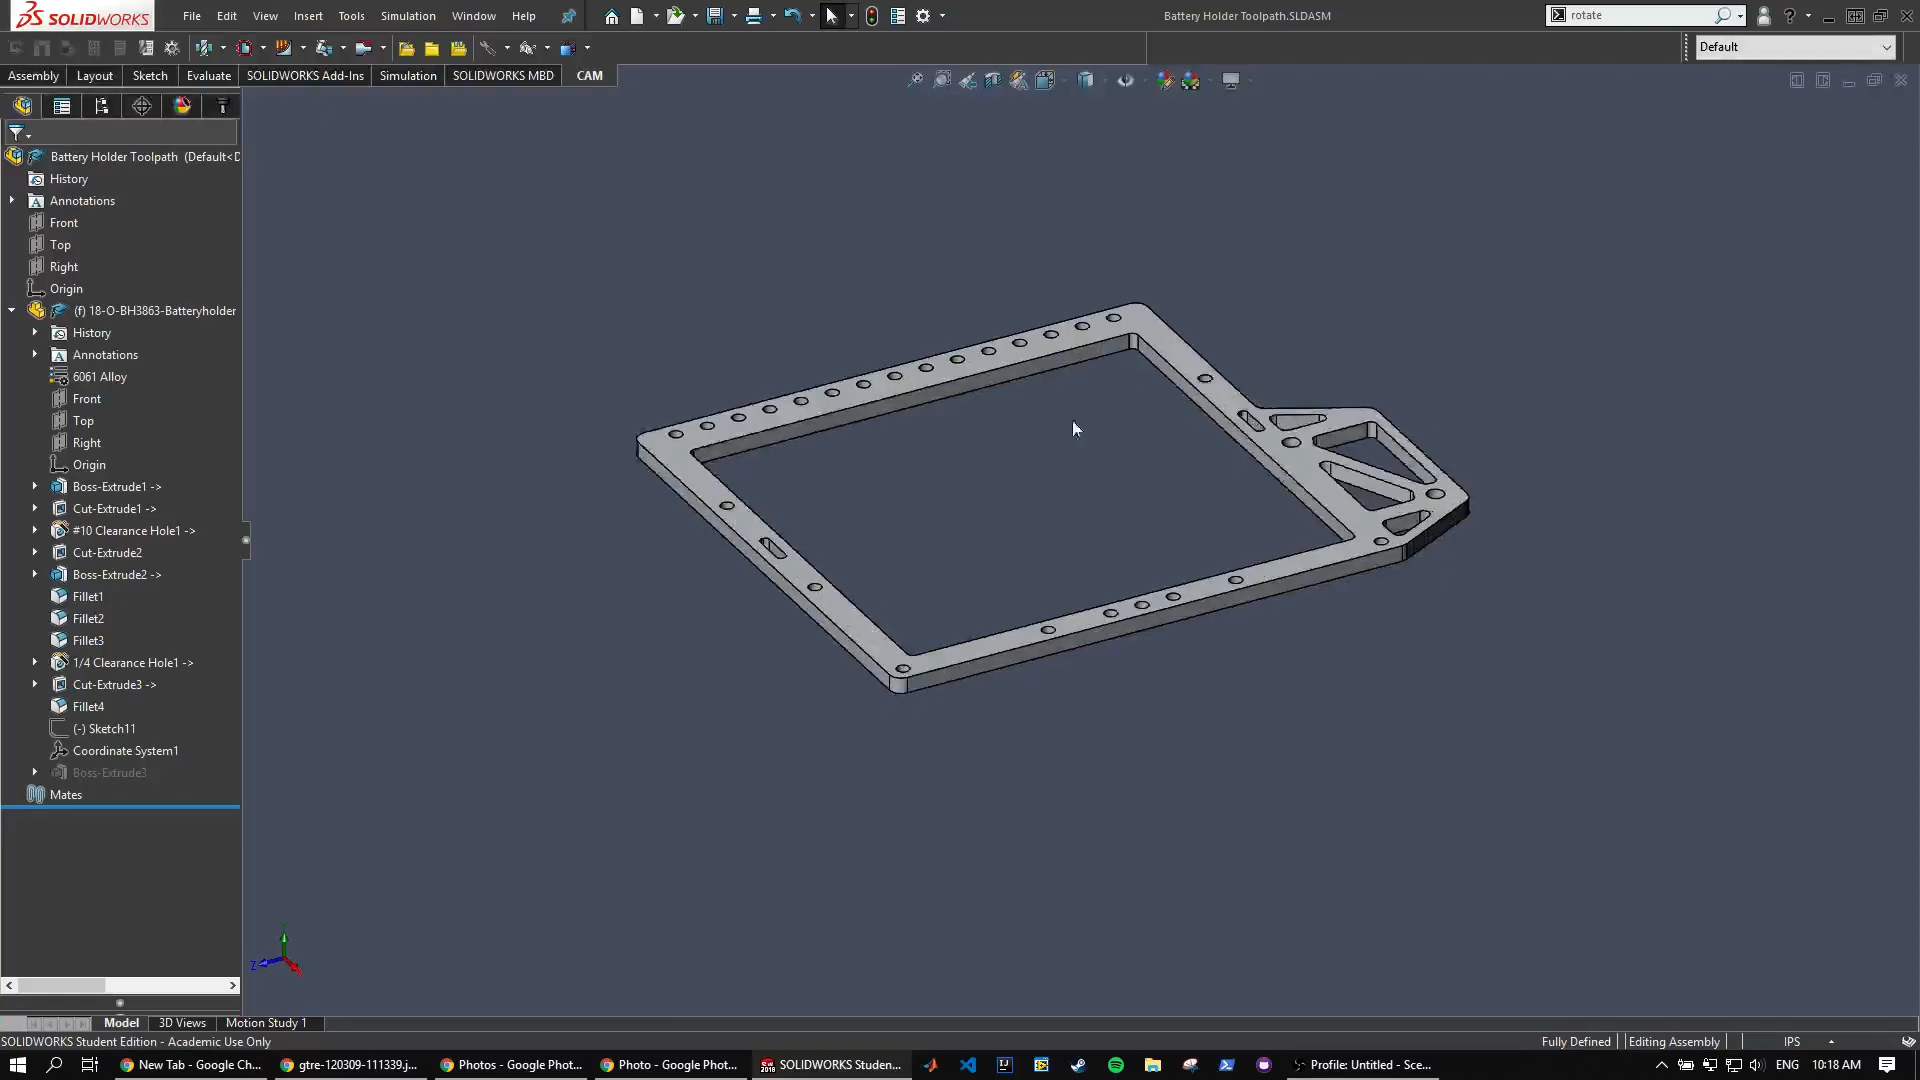 SOLIDWORKS File Edit View Insert Tools Simulation Window Help Battery Holder Toolpath.SLDASM rotate
Default
Assembly Layout Sketch Evaluate SOLIDWORKS Add-Ins Simulation SOLIDWORKS MBD CAM
Battery Holder Toolpath (Default<D
History
Annotations
Front
Top
Right
Origin
(f) 18-O-BH3863-Batteryholder
History
Annotations
6061 Alloy
Front
Top
Right
Origin
Boss-Extrude1 ->
Cut-Extrude1 ->
#10 Clearance Hole1 ->
Cut-Extrude2
Boss-Extrude2 ->
Fillet1
Fillet2
Fillet3
1/4 Clearance Hole1 ->
Cut-Extrude3 ->
Fillet4
(-) Sketch11
Coordinate System1
Boss-Extrude3
Mates
Z
Model 3D Views Motion Study 1
SOLIDWORKS Student Edition - Academic Use Only Fully Defined Editing Assembly IPS
New Tab - Google Ch... gtre-120309-111339.j... Photos - Google Phot... Photo - Google Phot... SOLIDWORKS Studen... Profile: Untitled - Sce... ENG 10:18 AM